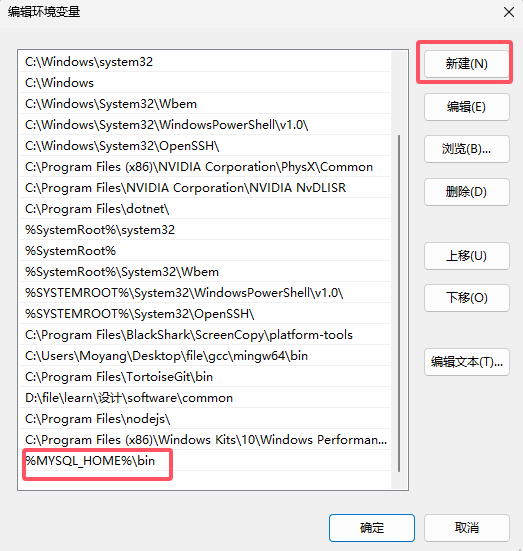 编辑环境变量
C:\Windows\system32
C:\Windows
C:\Windows\System32\Wbem
C:\Windows\System32\WindowsPowerShell\v1.0\
C:\Windows\System32\OpenSSH\
C:\Program Files (x86)\NVIDIA Corporation\PhysX\Common
C:\Program Files\NVIDIA Corporation\NVIDIA NvDLISR
C:\Program Files\dotnet\
%SystemRoot%\system32
%SystemRoot%
%SystemRoot%\System32\Wbem
%SYSTEMROOT%\System32\WindowsPowerShell\v1.0\
%SYSTEMROOT%\System32\OpenSSH\
C:\Program Files\BlackShark\ScreenCopy\platform-tools
C:\Users\Moyang\Desktop\file\gcc\mingw64\bin
C:\Program Files\TortoiseGit\bin
D:\file\learn\设计\software\common
C:\Program Files\nodejs\
C:\Program Files (x86)\Windows Kits\10\Windows Performan...
%MYSQL_HOME%\bin
新建(N)
编辑(E)
浏览(B)...
删除(D)
上移(U)
下移(O)
编辑文本(T)...
确定
取消